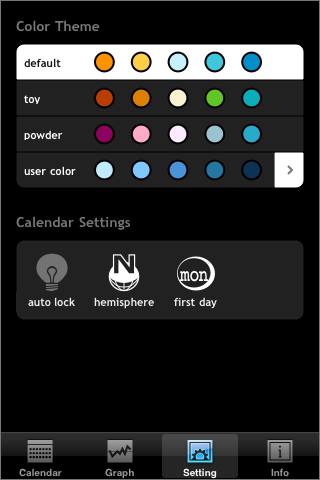 Color Theme
default
toy
powder
user color
Calendar Settings
N
mon
auto lock
hemisphere
first day
Calendar
Graph
Setting
Info